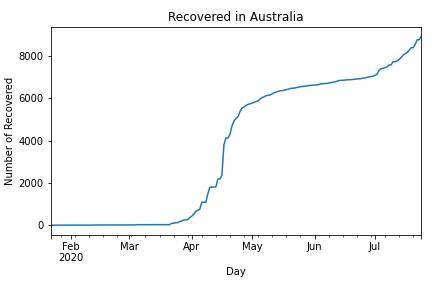 Recovered in Australia
Number of Recovered
8000
6000
4000
2000
0
Feb
2020
Mar
Apr
May
Jun
Jul
Day